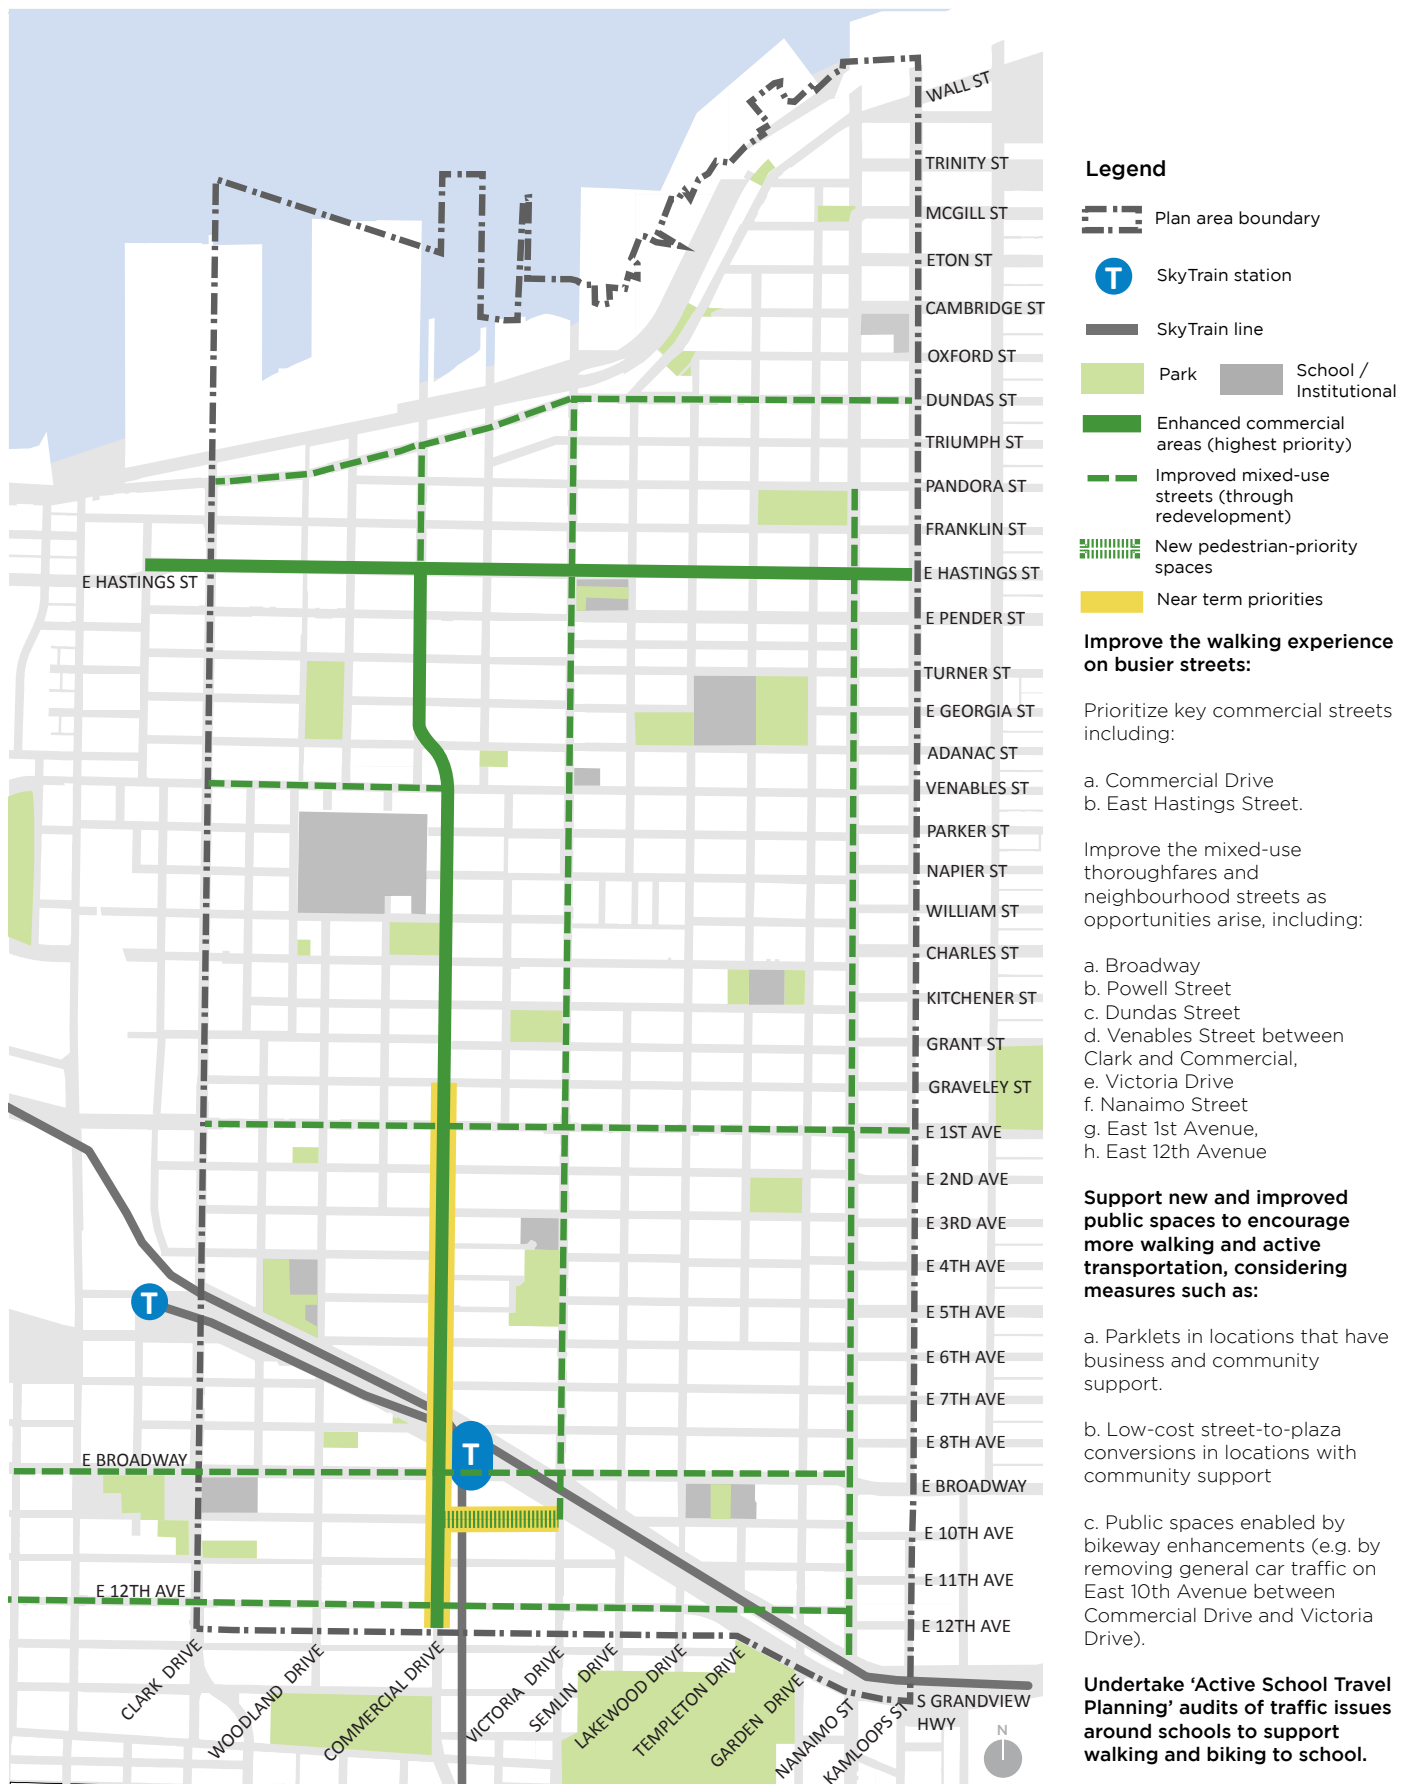 WALL ST
TRINITY ST
MCGILL ST
ETON ST
CAMBRIDGE ST
OXFORD ST
DUNDAS ST
TRIUMPH ST
PANDORA ST
FRANKLIN ST
E HASTINGS ST
E HASTINGS ST
E PENDER ST
TURNER ST
E GEORGIA ST
ADANAC ST
VENABLES ST
PARKER ST
NAPIER ST
WILLIAM ST
CHARLES ST
KITCHENER ST
GRANT ST
GRAVELEY ST
E 1ST AVE
E 2ND AVE
E 3RD AVE
E 4TH AVE
E 5TH AVE
E 6TH AVE
E 7TH AVE
E 8TH AVE
E BROADWAY
E BROADWAY
E 10TH AVE
E 11TH AVE
E 12TH AVE
E 12TH AVE
T
T
CLARK DRIVE
WOODLAND DRIVE
COMMERCIAL DRIVE
VICTORIA DRIVE
SEMLIN DRIVE
LAKEWOOD DRIVE
TEMPLETON DRIVE
GARDEN DRIVE
NANAIMO ST
KAMLOOPS ST
S GRANDVIEW
HWY
N
Legend
Plan area boundary
T
SkyTrain station
SkyTrain line
Park
School /
Institutional
Enhanced commercial
areas (highest priority)
Improved mixed-use
streets (through
redevelopment)
New pedestrian-priority
spaces
Near term priorities
Improve the walking experience
on busier streets:
Prioritize key commercial streets
including:
a. Commercial Drive
b. East Hastings Street.
Improve the mixed-use
thoroughfares and
neighbourhood streets as
opportunities arise, including:
a. Broadway
b. Powell Street
c. Dundas Street
d. Venables Street between
Clark and Commercial,
e. Victoria Drive
f. Nanaimo Street
g. East 1st Avenue,
h. East 12th Avenue
Support new and improved
public spaces to encourage
more walking and active
transportation, considering
measures such as:
a. Parklets in locations that have
business and community
support.
b. Low-cost street-to-plaza
conversions in locations with
community support
c. Public spaces enabled by
bikeway enhancements (e.g. by
removing general car traffic on
East 10th Avenue between
Commercial Drive and Victoria
Drive).
Undertake ‘Active School Travel
Planning’ audits of traffic issues
around schools to support
walking and biking to school.